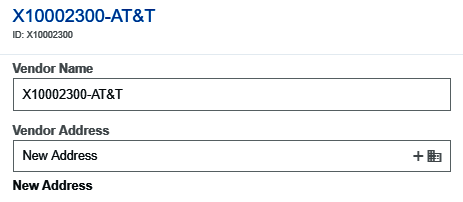 X10002300-AT&T
ID: X10002300
Vendor Name
X10002300-AT&T
Vendor Address
New Address
New Address